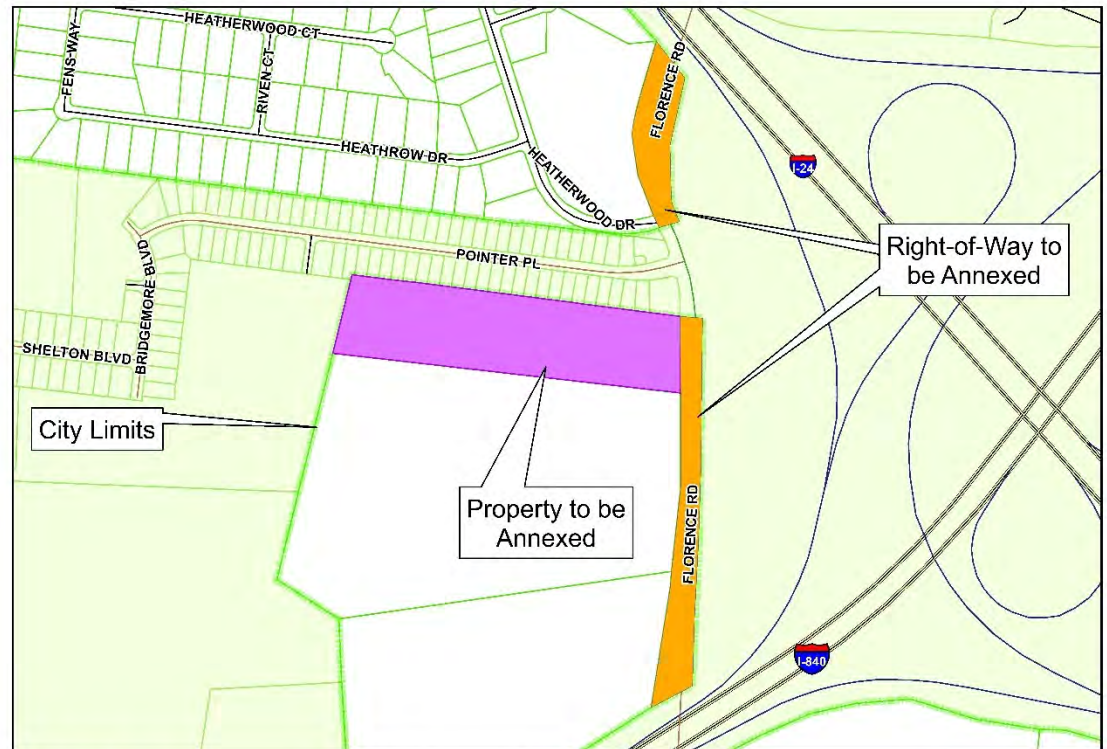 HEATHERWOOD CT
FENS WAY
RIVEN CT
FLORENCE RD
HEATHROW DR
HEATHERWOOD DR
I-24
BRIDGEMORE BLVD
POINTER PL
Right-of-Way to
be Annexed
SHELTON BLVD
City Limits
Property to be
Annexed
FLORENCE RD
I-840